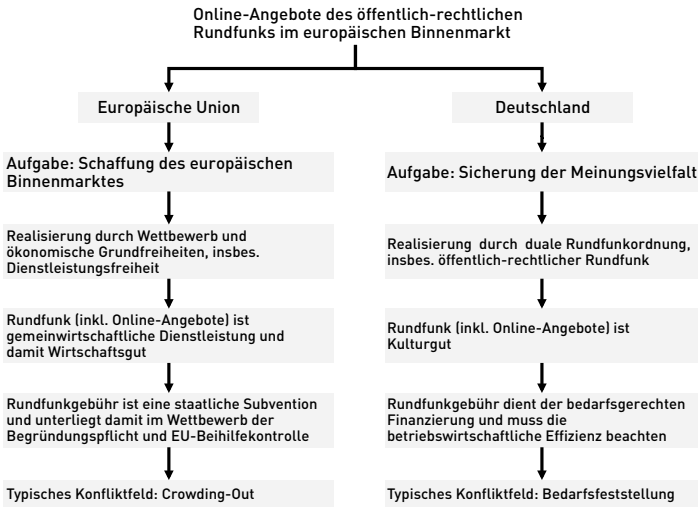 Online-Angebote des öffentlich-rechtlichen
Rundfunks im europäischen Binnenmarkt
Europäische Union
Aufgabe: Schaffung des europäischen
Binnenmarktes
Realisierung durch Wettbewerb und
ökonomische Grundfreiheiten, insbes.
Dienstleistungsfreiheit
Rundfunk (inkl. Online-Angebote) ist
gemeinwirtschaftliche Dienstleistung und
damit Wirtschaftsgut
Rundfunkgebühr ist eine staatliche Subvention
und unterliegt damit im Wettbewerb der
Begründungspflicht und EU-Beihilfekontrolle
Typisches Konfliktfeld: Crowding-Out
Deutschland
Aufgabe: Sicherung der Meinungsvielfalt
Realisierung durch duale Rundfunkordnung,
insbes. öffentlich-rechtlicher Rundfunk
Rundfunk (inkl. Online-Angebote) ist
Kulturgut
Rundfunkgebühr dient der bedarfsgerechten
Finanzierung und muss die
betriebswirtschaftliche Effizienz beachten
Typisches Konfliktfeld: Bedarfsfeststellung